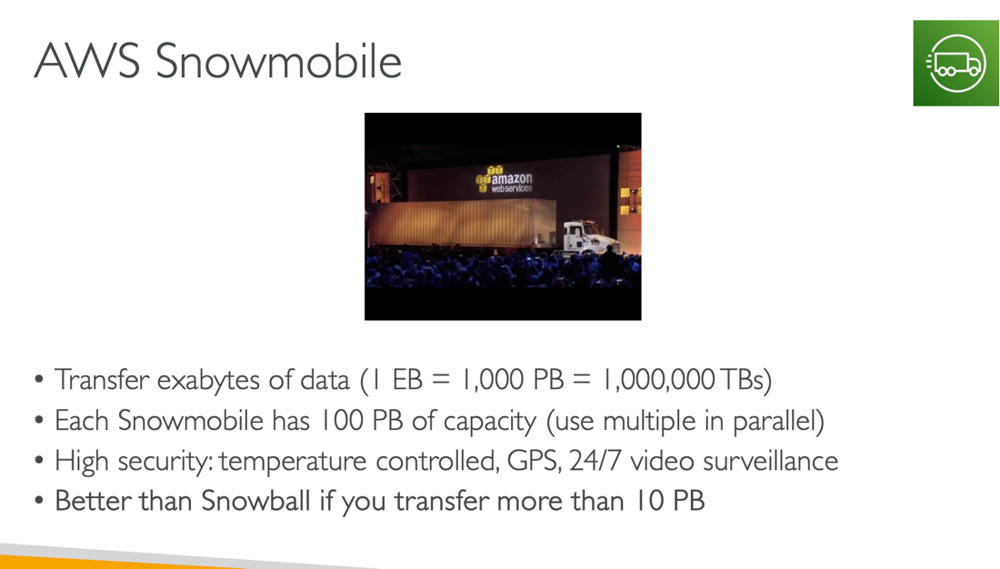 AWS Snowmobile
amazon
webservices
• Transfer exabytes of data (1 EB = 1,000 PB = 1,000,000 TBs)
• Each Snowmobile has 100 PB of capacity (use multiple in parallel)
• High security: temperature controlled, GPS, 24/7 video surveillance
• Better than Snowball if you transfer more than 10 PB